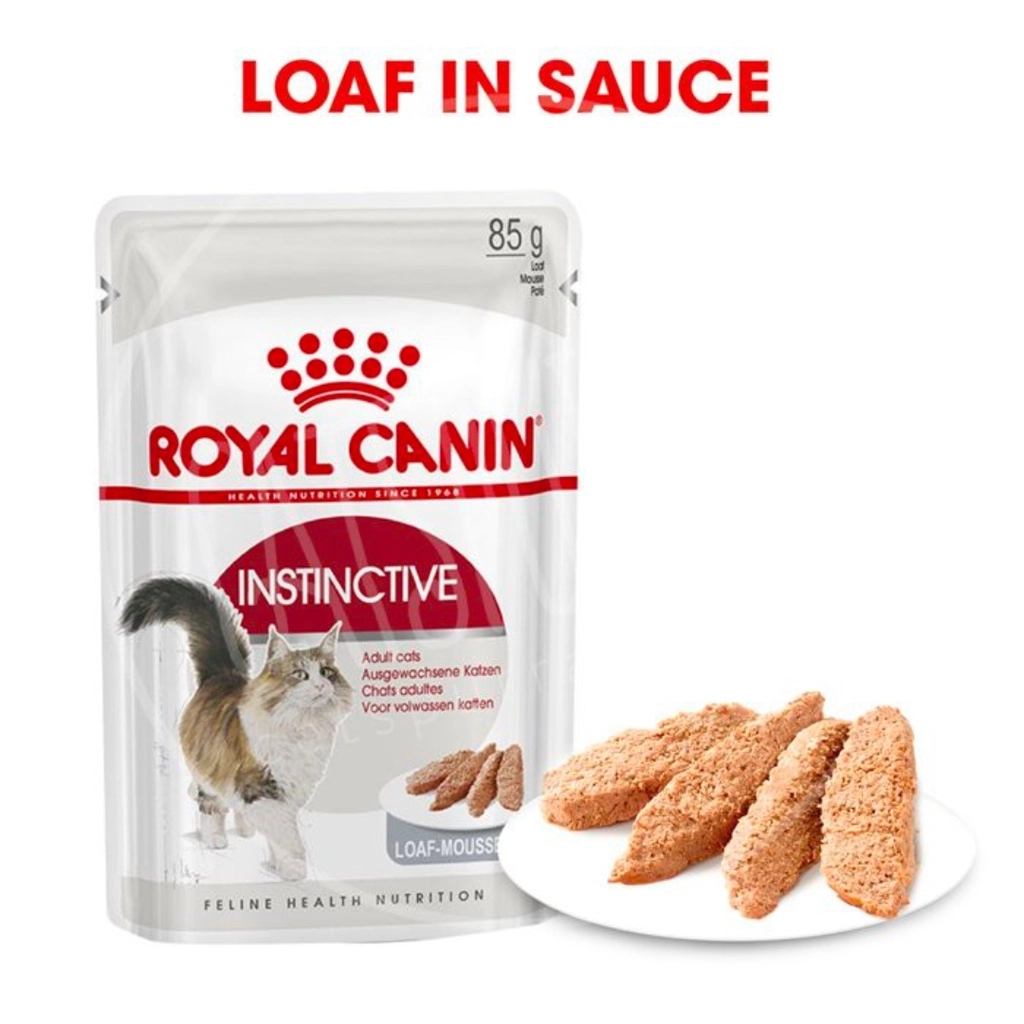 LOAF IN SAUCE
85 g
Loaf
Mousse
Paté
ROYAL CANIN®
HEALTH NUTRITION SINCE 1968
INSTINCTIVE
Adult cats
Ausgewachsene Katzen
Chats adultes
Voor volwassen katten
LOAF-MOUSSE
FELINE HEALTH NUTRITION